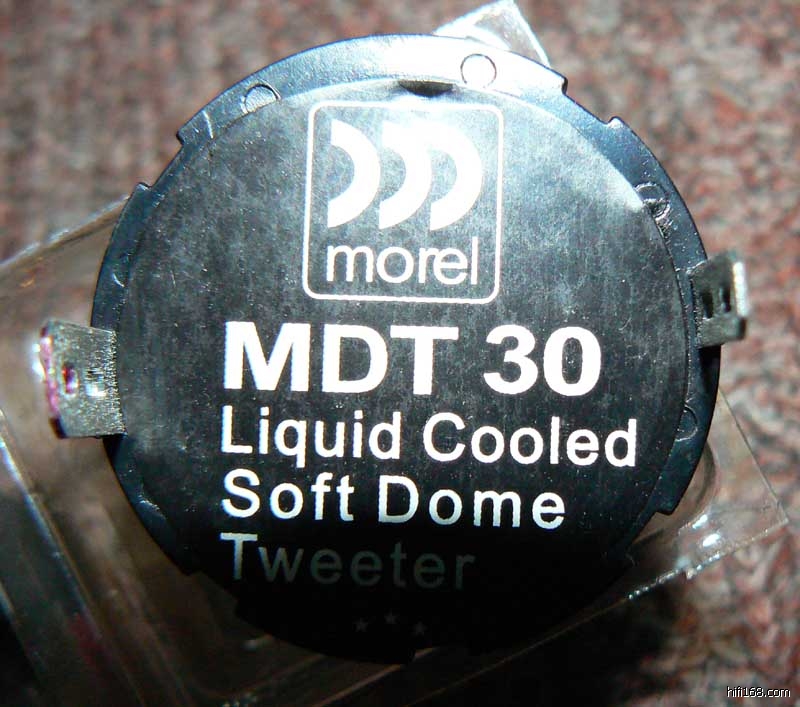 morel
MDT 30
Liquid Cooled
Soft Dome
Tweeter
hifi168.com